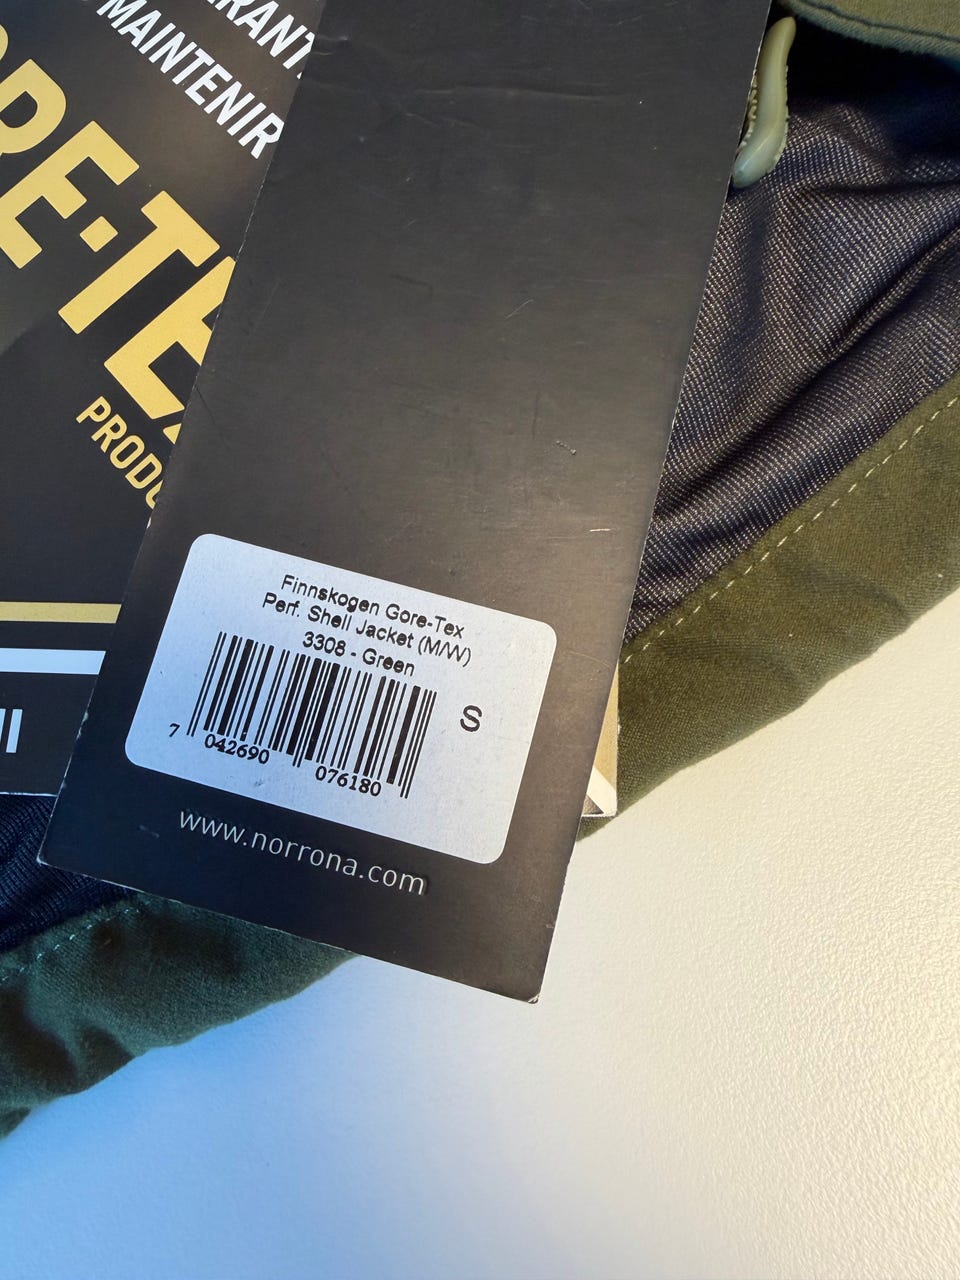 MAINTENIR
PRODU
Finnskogen Gore-Tex
Perf. Shell Jacket (M/W)
3308 - Green
S
7 042690 076180
www.norrona.com